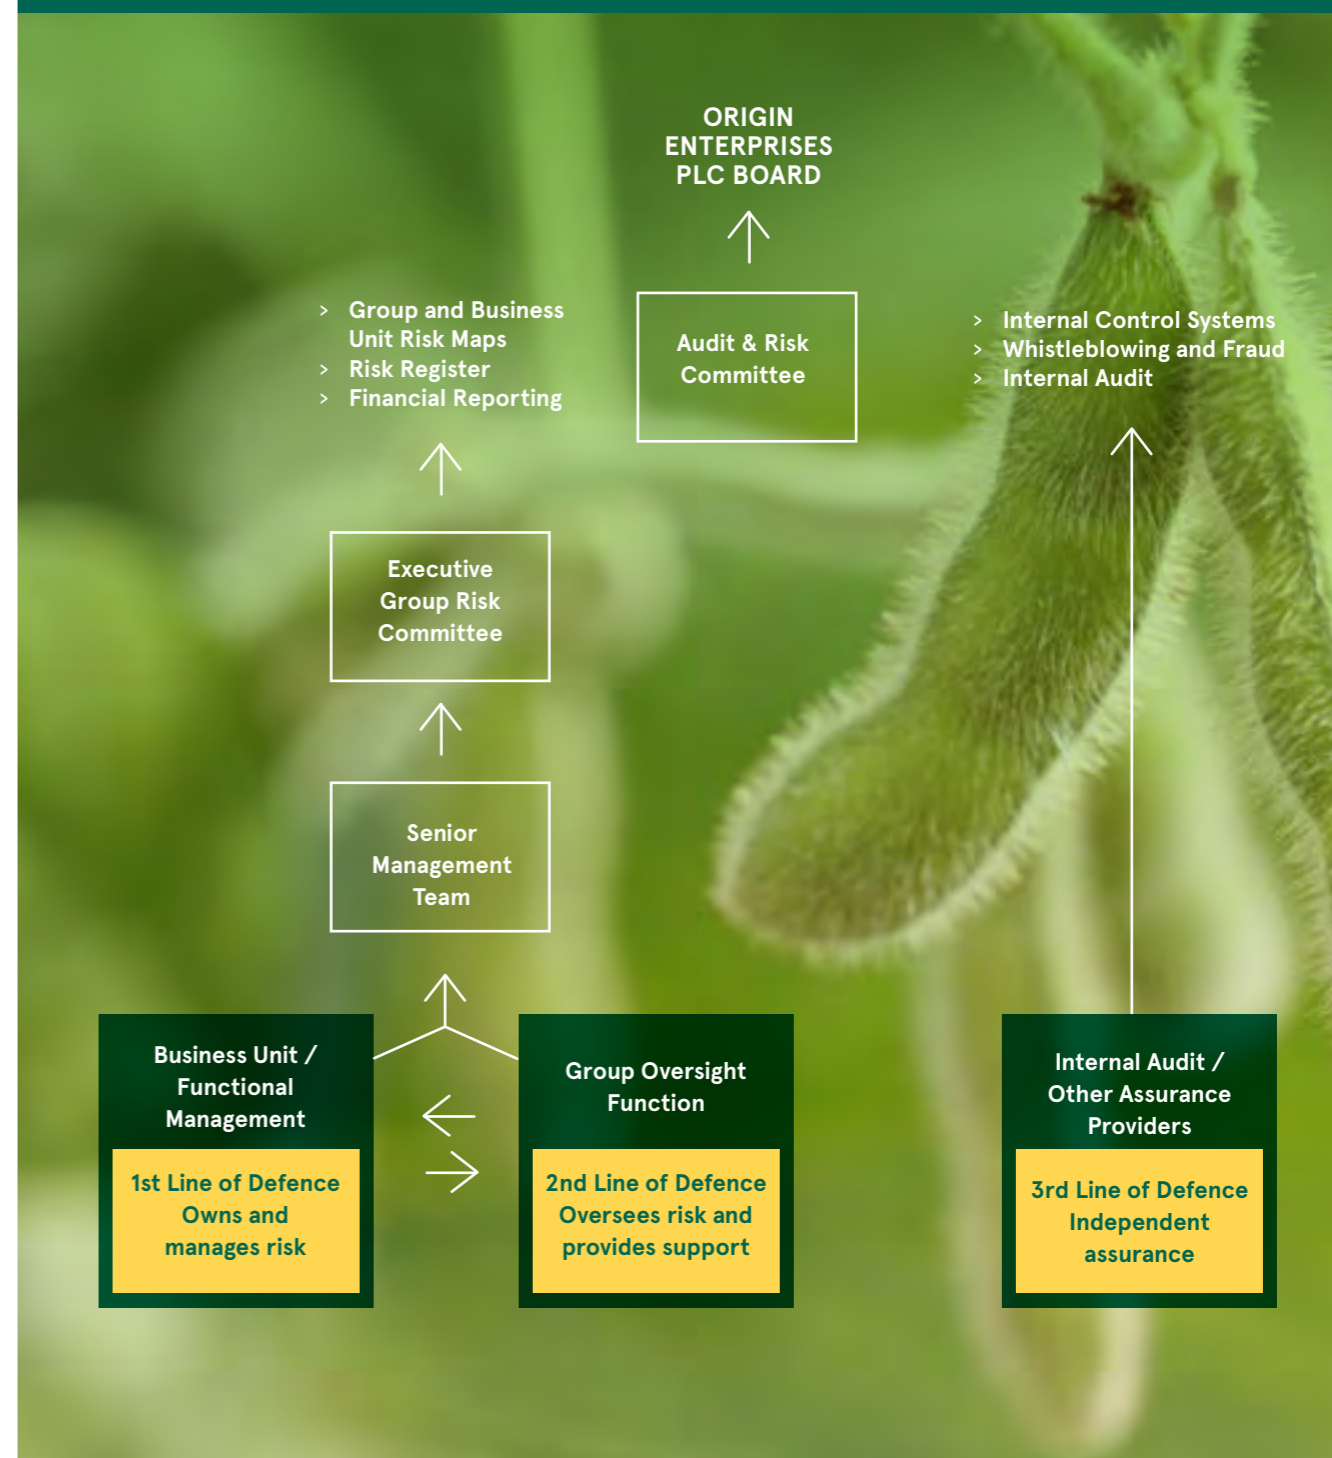 ORIGIN
ENTERPRISES
PLC BOARD
> Group and Business
Unit Risk Maps
> Risk Register
> Financial Reporting
Audit & Risk
Committee
> Internal Control Systems
> Whistleblowing and Fraud
> Internal Audit
Executive
Group Risk
Committee
Senior
Management
Team
Business Unit /
Functional
Management
1st Line of Defence
Owns and
manages risk
Group Oversight
Function
2nd Line of Defence
Oversees risk and
provides support
Internal Audit /
Other Assurance
Providers
3rd Line of Defence
Independent
assurance